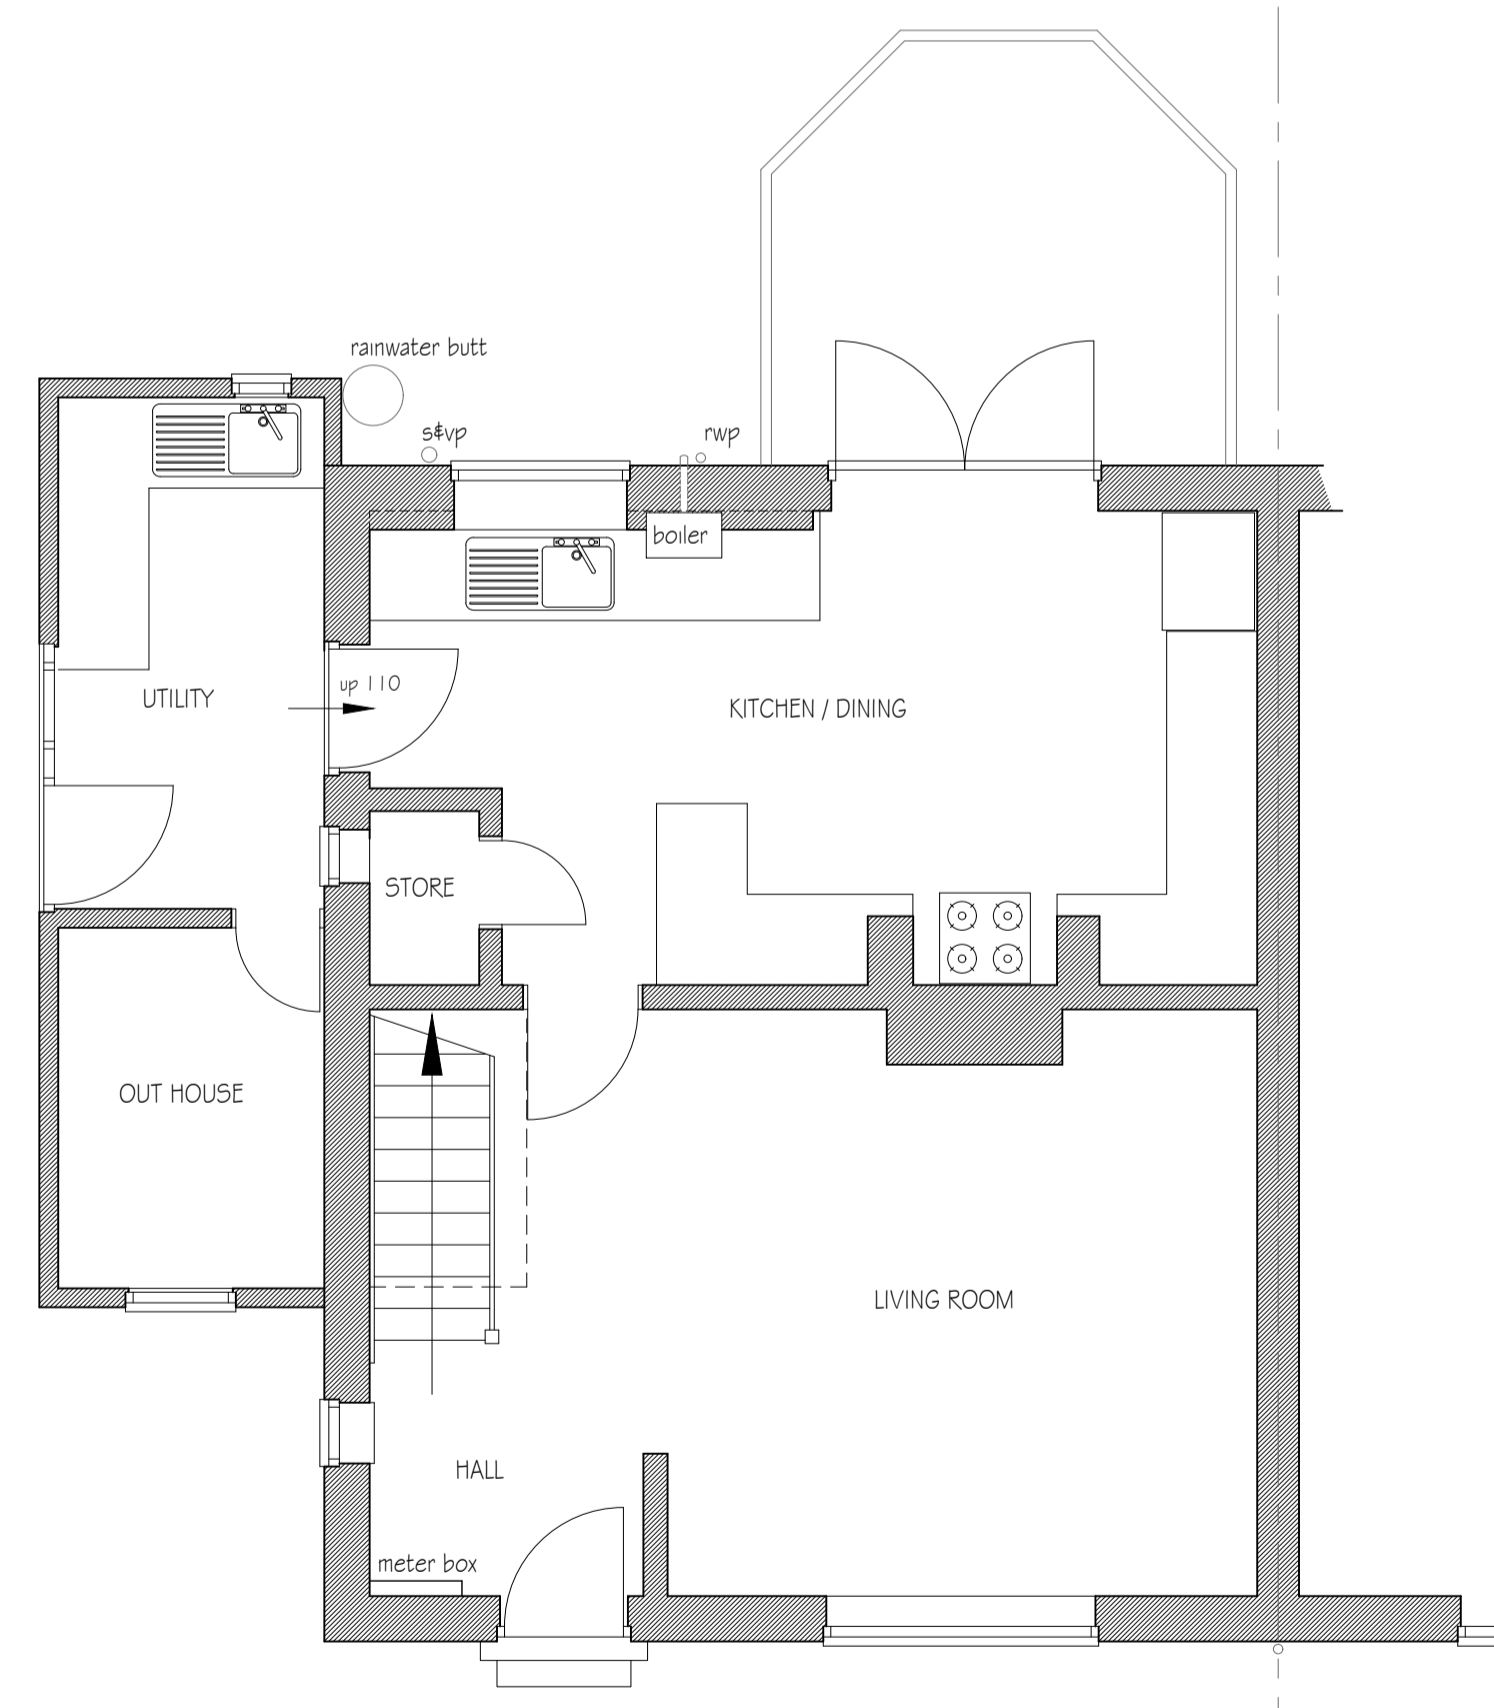 rainwater butt
s&vp
rwp
boiler
UTILITY
up 110
KITCHEN / DINING
STORE
OUT HOUSE
LIVING ROOM
HALL
meter box